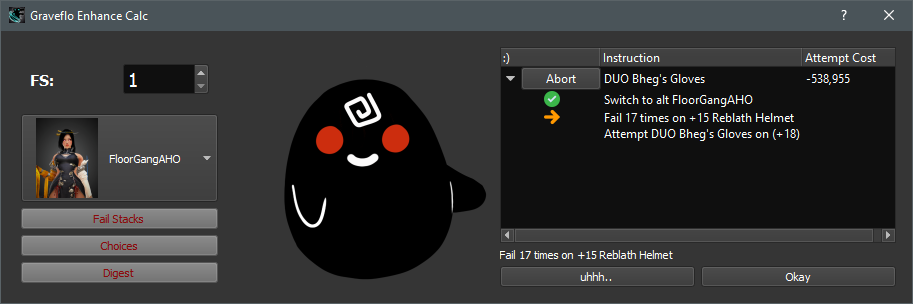 Graveflo Enhance Calc
?
FS:
1
FloorGangAHO
Fail Stacks
Choices
Digest
:) Instruction Attempt Cost
Abort DUO Bheg's Gloves -538,955
Switch to alt FloorGangAHO
Fail 17 times on +15 Reblath Helmet
Attempt DUO Bheg's Gloves on (+18)
Fail 17 times on +15 Reblath Helmet
uhhh.. Okay